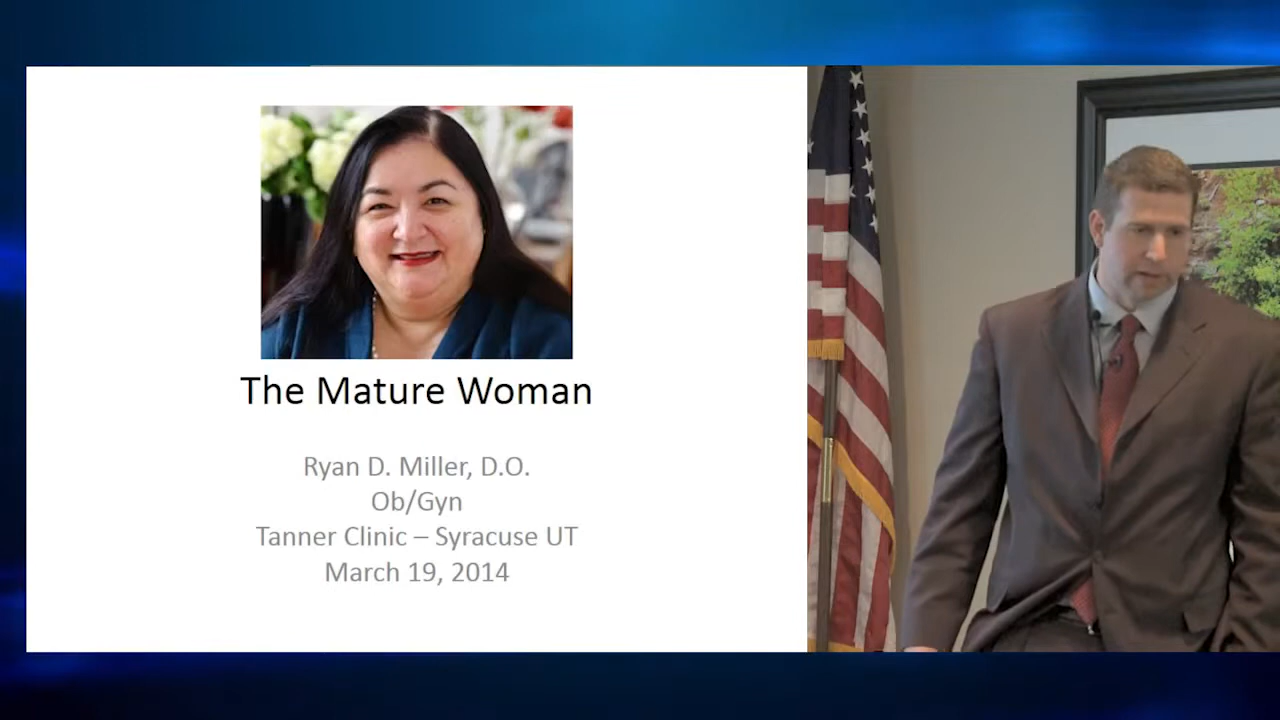 The Mature Woman
Ryan D. Miller, D.O.
Ob/Gyn
Tanner Clinic – Syracuse UT
March 19, 2014